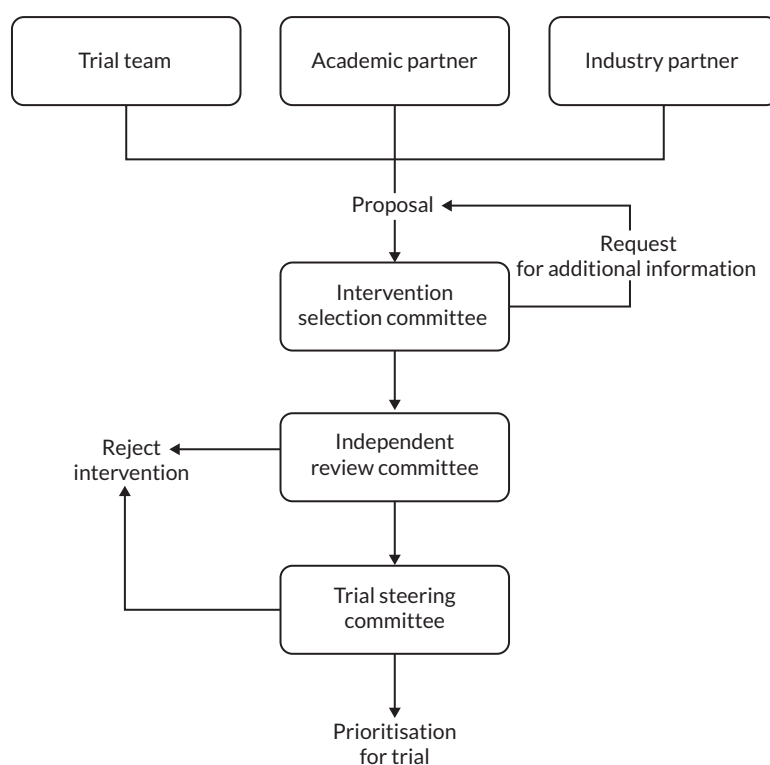 Trial team
Academic partner
Industry partner
Proposal
Request
for additional information
Intervention
selection committee
Independent
review committee
Reject
intervention
Trial steering
committee
Prioritisation
for trial